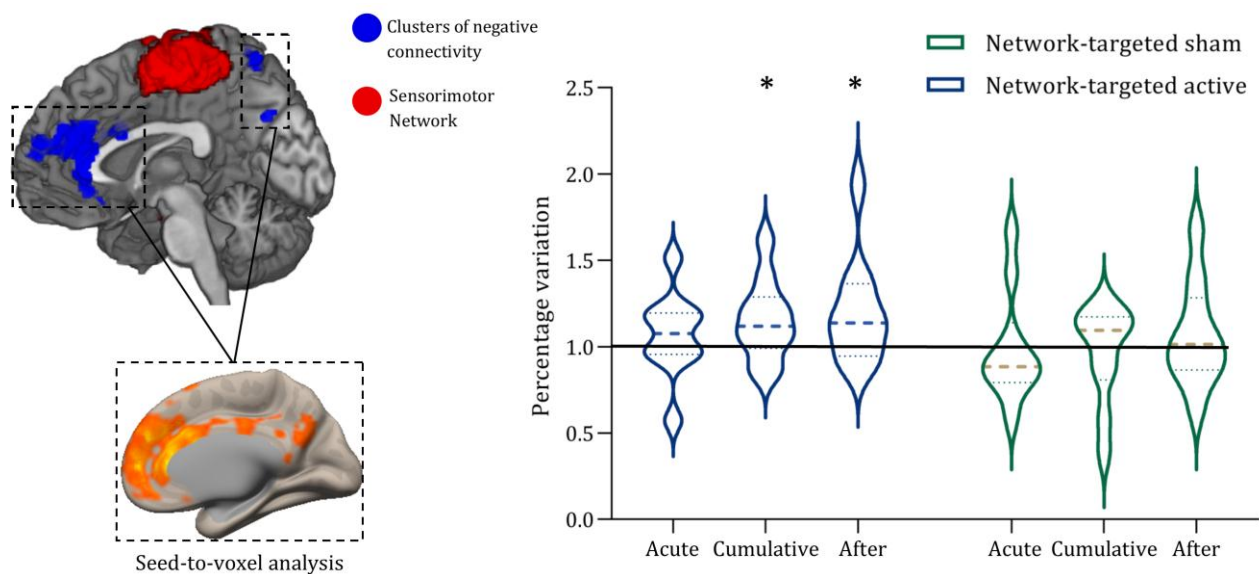 Clusters of negative
connectivity
Sensorimotor
Network
Seed-to-voxel analysis
Network-targeted sham
Network-targeted active
* *
Percentage variation
2.5
2.0
1.5
1.0
0.5
0.0
Acute Cumulative After Acute Cumulative After